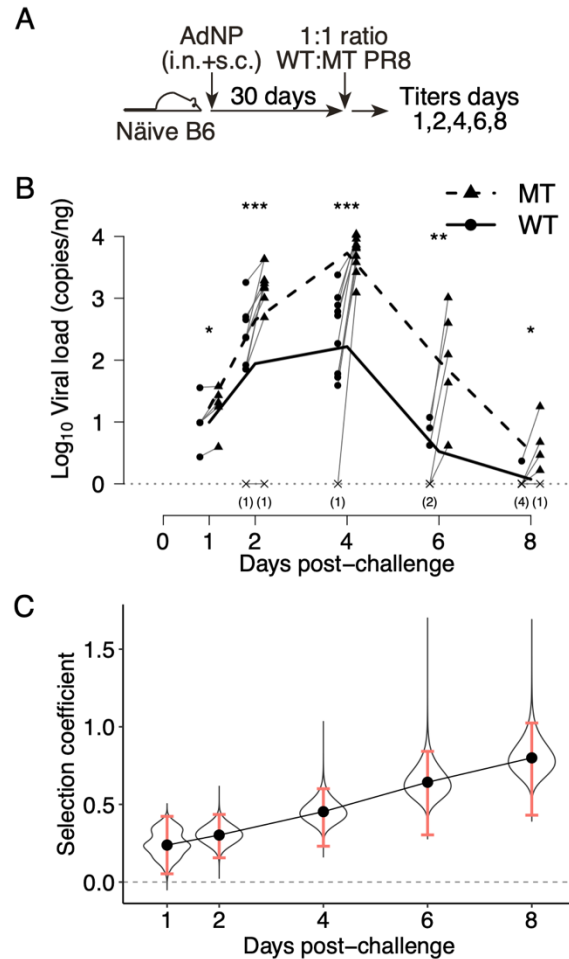 A
AdNP
(i.n.+s.c.)
1:1 ratio
WT:MT PR8
30 days
Titers days
1,2,4,6,8
Näive B6
B
MT
WT
Log10 Viral load (copies/ng)
4
3
2
1
0
*
***
***
**
*
(1) (1) (1) (2) (4) (1)
0 1 2 4 6 8
Days post−challenge
C
Selection coefficient
1.5
1.0
0.5
0.0
1 2 4 6 8
Days post−challenge